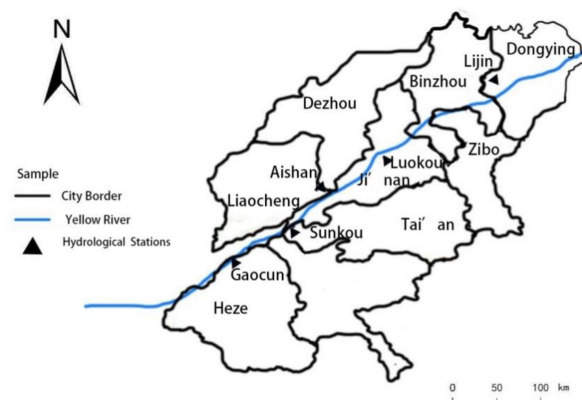 N
Dongying
Lijin
Binzhou
Dezhou
Zibo
Luokou
Ji' nan
Aishan
Liaocheng
Tai' an
Sunkou
Gaocun
Heze
Sample
City Border
Yellow River
Hydrological Stations
0 50 100 km